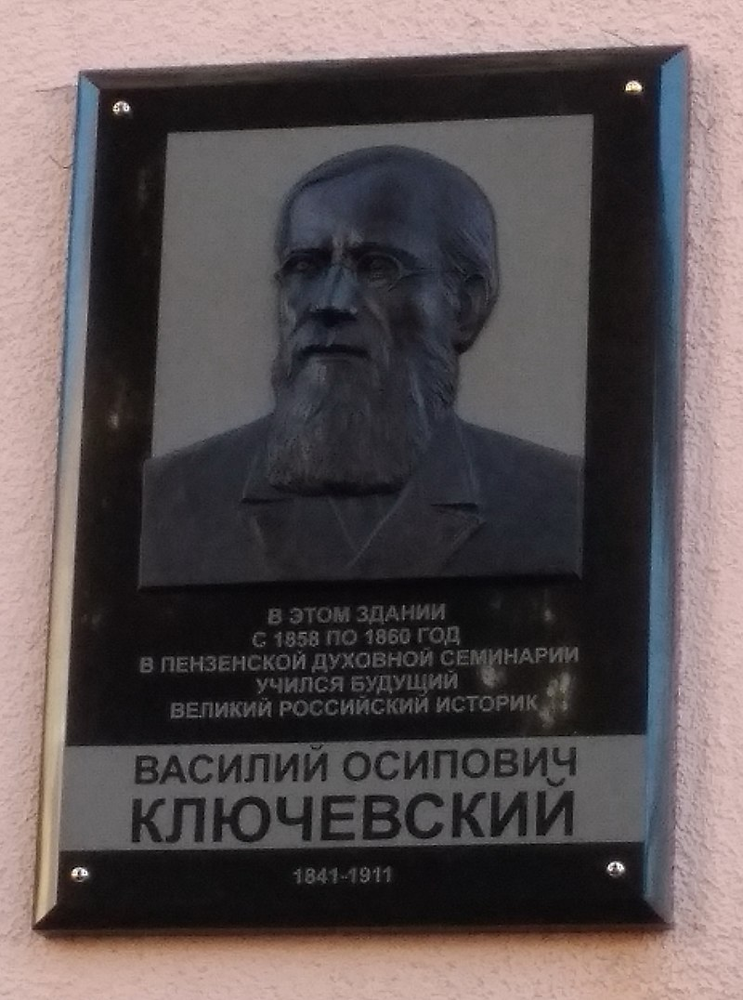 В ЭТОМ ЗДАНИИ
С 1858 ПО 1860 ГОД
В ПЕНЗЕНСКОЙ ДУХОВНОЙ СЕМИНАРИИ
УЧИЛСЯ БУДУЩИЙ
ВЕЛИКИЙ РОССИЙСКИЙ ИСТОРИК
ВАСИЛИЙ ОСИПОВИЧ
КЛЮЧЕВСКИЙ
1841-1911